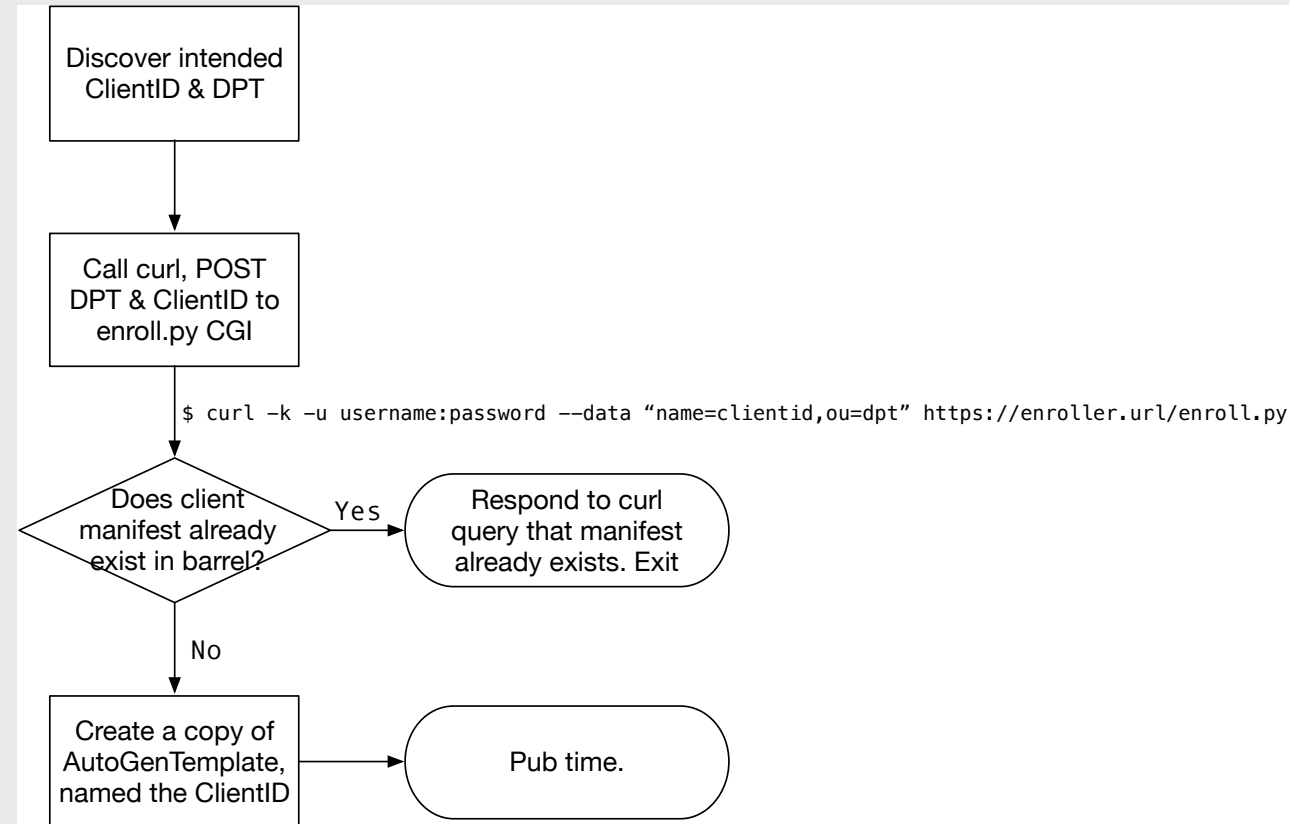 Discover intended
ClientID & DPT
Call curl, POST
DPT & ClientID to
enroll.py CGI
$ curl –k –u username:password ––data “name=clientid,ou=dpt” https://enroller.url/enroll.py
Does client
manifest already
exist in barrel?
Yes
Respond to curl
query that manifest
already exists. Exit
No
Create a copy of
AutoGenTemplate,
named the ClientID
Pub time.